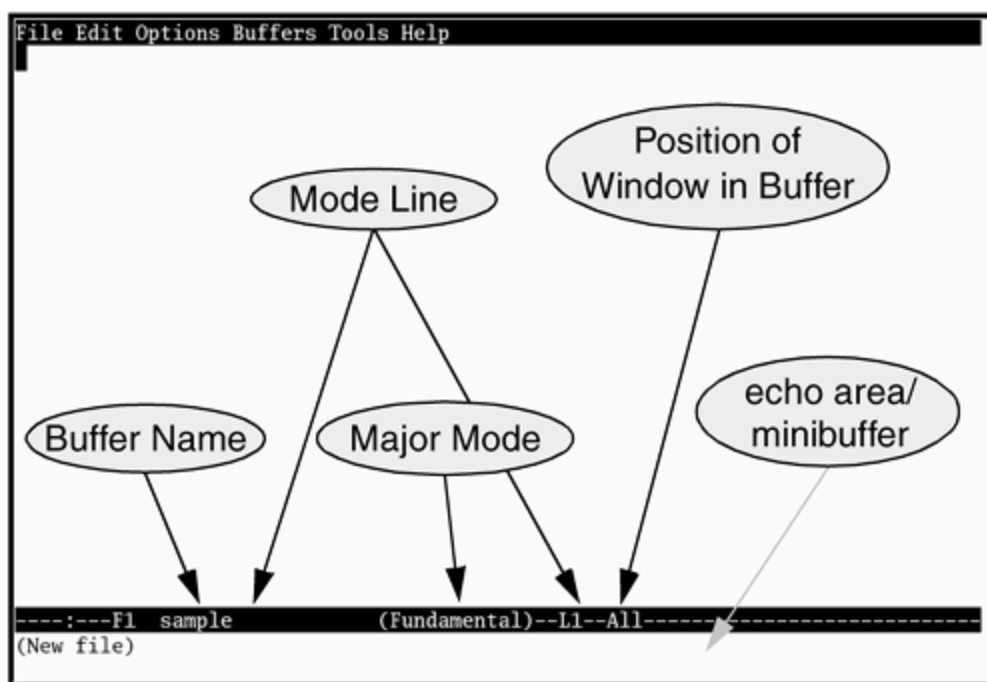 File Edit Options Buffers Tools Help
Position of
Window in Buffer
Mode Line
echo area/
minibuffer
Buffer Name
Major Mode
----:---F1  sample            (Fundamental)--L1--All----------------------------
(New file)